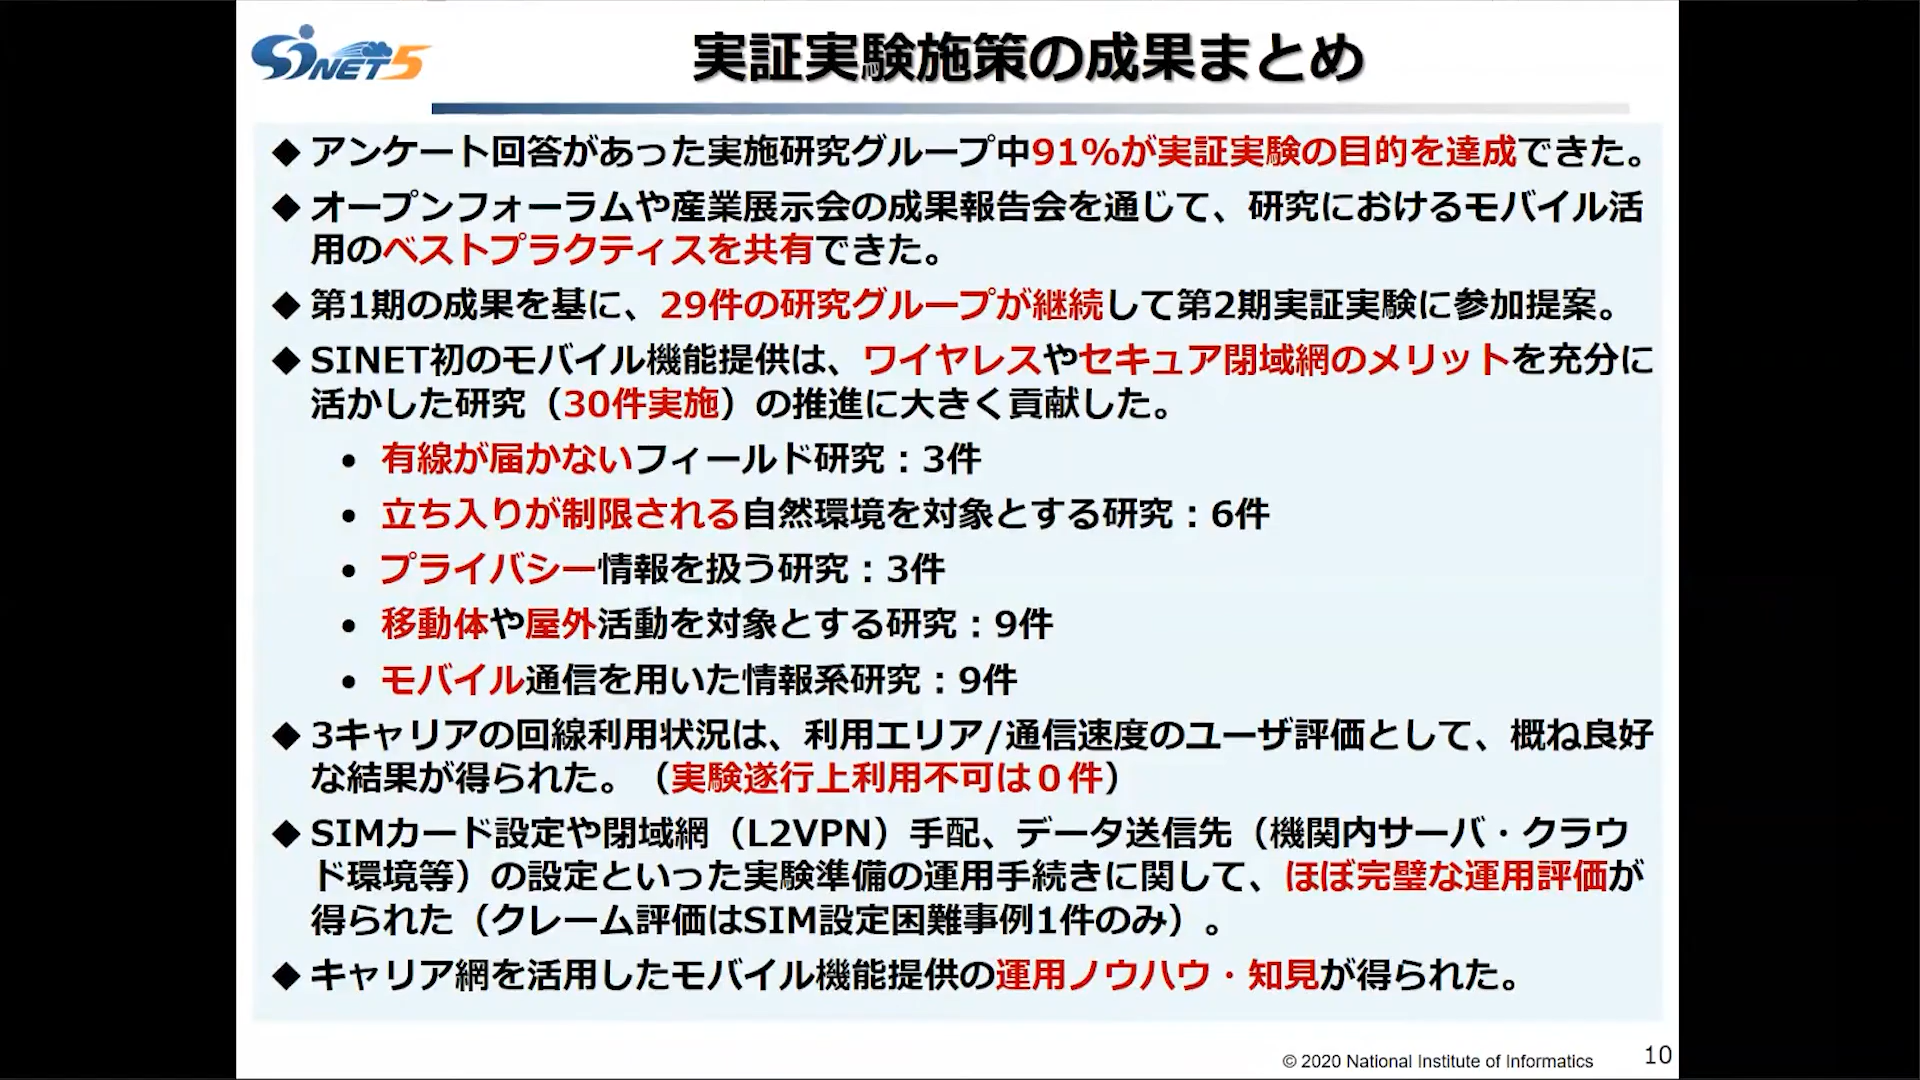 SINET5
実証実験施策の成果まとめ
◆ アンケート回答があった実施研究グループ中91%が実証実験の目的を達成できた。
◆ オープンフォーラムや産業展示会の成果報告会を通じて、研究におけるモバイル活
用のベストプラクティスを共有できた。
◆ 第1期の成果を基に、29件の研究グループが継続して第2期実証実験に参加提案。
◆ SINET初のモバイル機能提供は、ワイヤレスやセキュア閉域網のメリットを充分に
活かした研究（30件実施）の推進に大きく貢献した。
• 有線が届かないフィールド研究：3件
• 立ち入りが制限される自然環境を対象とする研究：6件
• プライバシー情報を扱う研究：3件
• 移動体や屋外活動を対象とする研究：9件
• モバイル通信を用いた情報系研究：9件
◆ 3キャリアの回線利用状況は、利用エリア/通信速度のユーザ評価として、概ね良好
な結果が得られた。（実験遂行上利用不可は０件）
◆ SIMカード設定や閉域網（L2VPN）手配、データ送信先（機関内サーバ・クラウ
ド環境等）の設定といった実験準備の運用手続きに関して、ほぼ完璧な運用評価が
得られた（クレーム評価はSIM設定困難事例1件のみ）。
◆ キャリア網を活用したモバイル機能提供の運用ノウハウ・知見が得られた。
© 2020 National Institute of Informatics
10